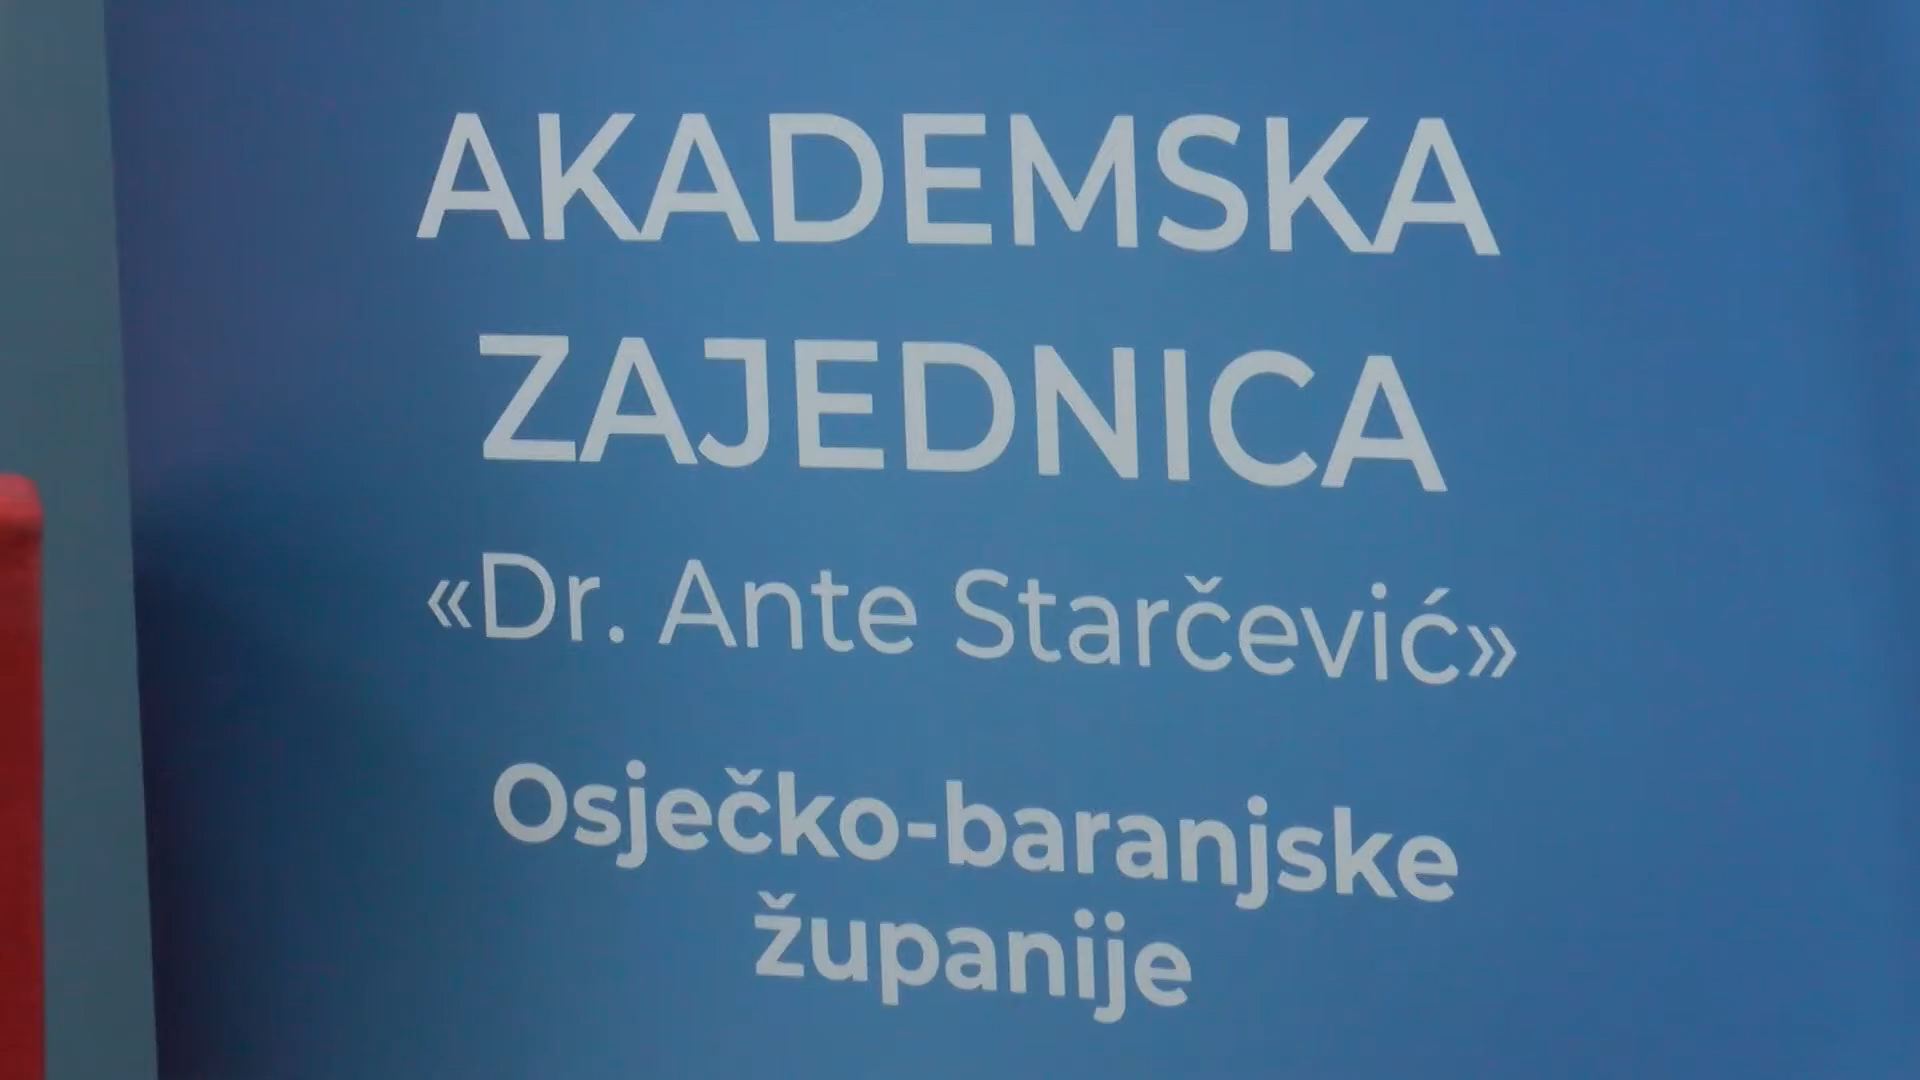 AKADEMSKA
ZAJEDNICA
«Dr. Ante Starčević»
Osječko-baranjske
županije